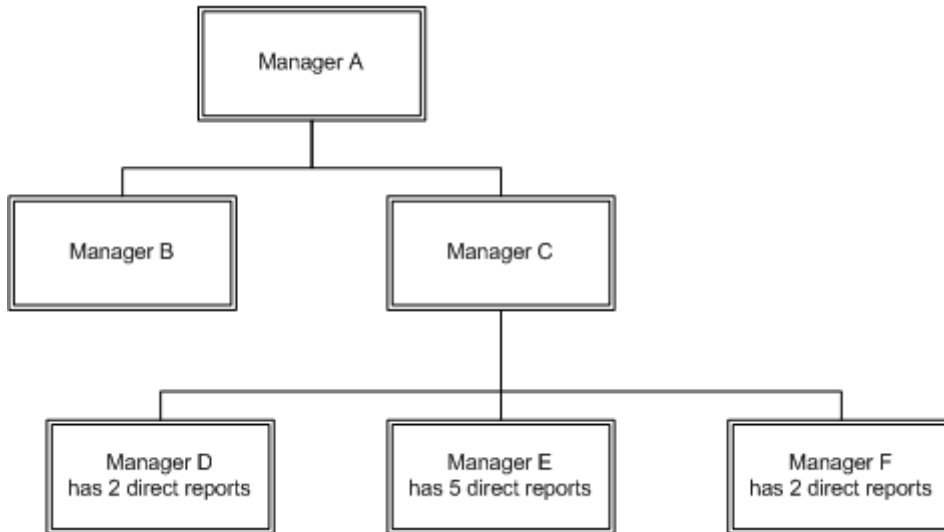 Manager A
Manager B
Manager C
Manager D
has 2 direct reports
Manager E
has 5 direct reports
Manager F
has 2 direct reports